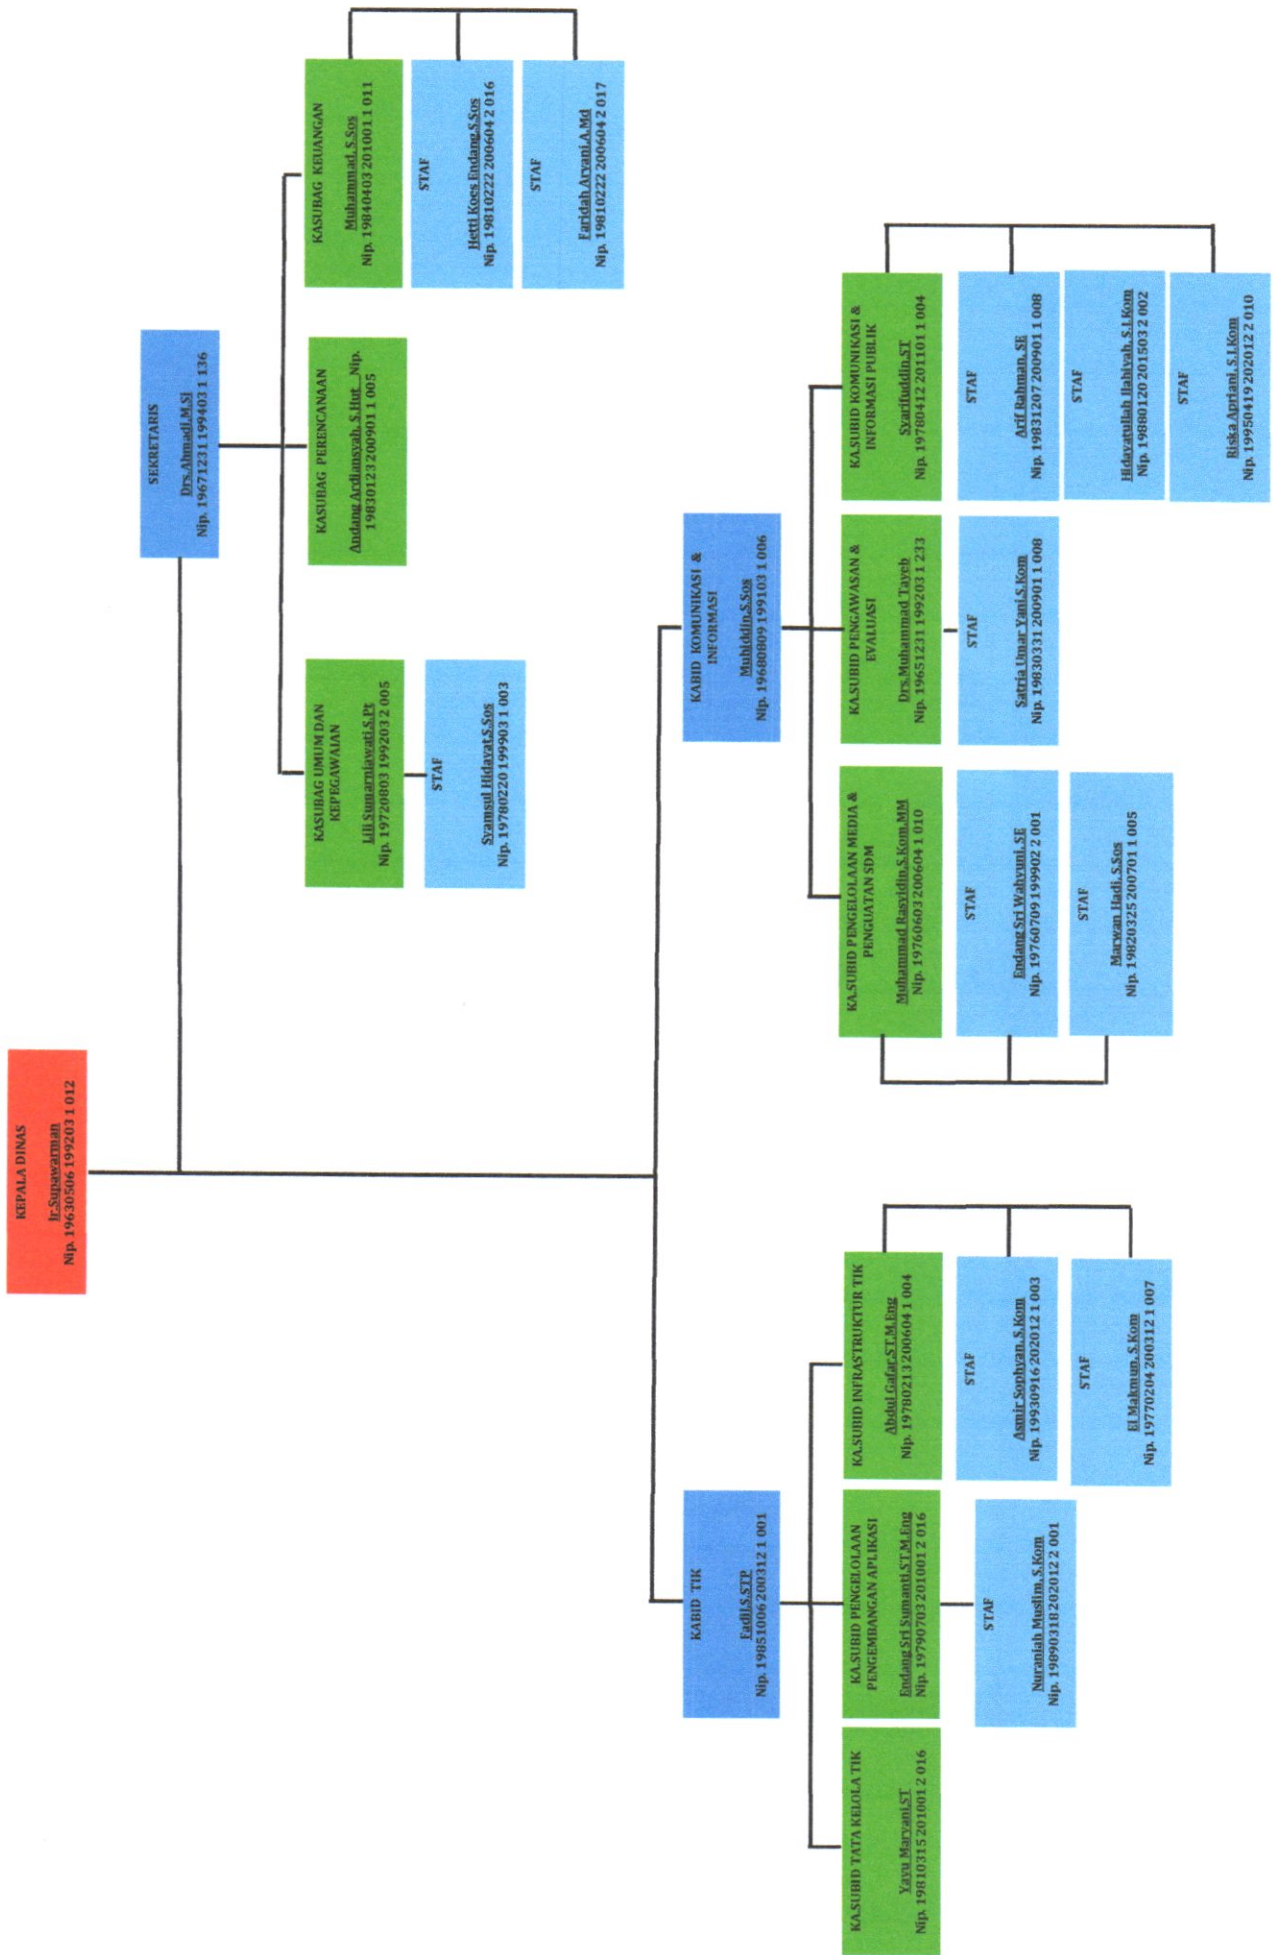 KEPALA DINAS
Ir.Supawarman
Nip. 19630506 199203 1 012
SEKRETARIS
Drs.Ahmadi,M.SI
Nip. 19671231 199403 1 136
KASUBAG UMUM DAN
KEPEGAWAIAN
Lili Sumarniawati,S.Pt
Nip. 19720803 199203 2 005
STAF
Syamsul Hidayat,S.Sos
Nip. 19780220 199903 1 003
KASUBAG PERENCANAAN
Andang Ardiansyah, S.Hut Nip.
19830123 200901 1 005
KASUBAG KEUANGAN
Muhammad, S.Sos
Nip. 19840403 201001 1 011
STAF
Hetti Koes Endang,S.Sos
Nip. 19810222 200604 2 016
STAF
Faridah Aryani,A.Md
Nip. 19810222 200604 2 017
KABID TIK
Fadil,S.STP
Nip. 19851006 200312 1 001
KA.SUBID TATA KELOLA TIK
Yayu Maryani,ST
Nip. 19810315 201001 2 016
KA.SUBID PENGELOLAAN
PENGEMBANGAN APLIKASI
Endang Sri Sumanti,ST,M.Eng
Nip. 19790703 201001 2 016
STAF
Nuraniah Muslim, S.Kom
Nip. 19890318 202012 2 001
KA.SUBID INFRASTRUKTUR TIK
Abdul Gafar,ST,M.Eng
Nip. 19780213 200604 1 004
STAF
Asmir Sophyan,S.Kom
Nip. 19930916 202012 1 003
STAF
El Makmun, S.Kom
Nip. 19770204 200312 1 007
KABID KOMUNIKASI &
INFORMASI
Muhiddin,S.Sos
Nip. 19680809 199103 1 006
KA.SUBID PENGELOLAAN MEDIA &
PENGUATAN SDM
Muhammad Rasyidin,S.Kom,MM
Nip. 19760603 200604 1 010
STAF
Endang Sri Wahyuni, SE
Nip. 19760709 199902 2 001
STAF
Marwan Hadi, S.Sos
Nip. 19820325 200701 1 005
KA.SUBID PENGAWASAN &
EVALUASI
Drs.Muhammad Tayeb
Nip. 19651231 199203 1 233
STAF
Satria Umar Yani,S.Kom
Nip. 19830331 200901 1 008
KA.SUBID KOMUNIKASI &
INFORMASI PUBLIK
Syarifuddin,ST
Nip. 19780412 201101 1 004
STAF
Arif Rahman, SE
Nip. 19831207 200901 1 008
STAF
Hidayatullah Ilahiyah, S.I.Kom
Nip. 19880120 201503 2 002
STAF
Riska Apriani, S.I.Kom
Nip. 19950419 202012 2 010